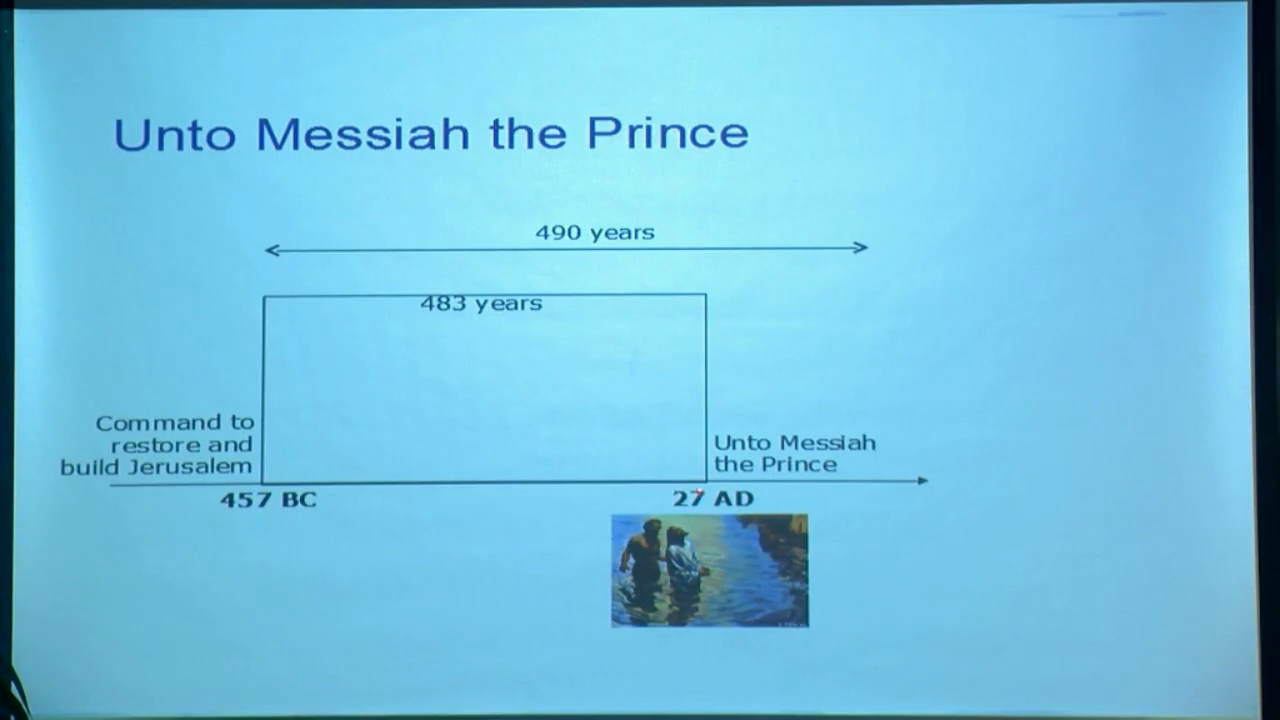 Unto Messiah the Prince
490 years
483 years
Command to
restore and
build Jerusalem
Unto Messiah
the Prince
457 BC
27 AD